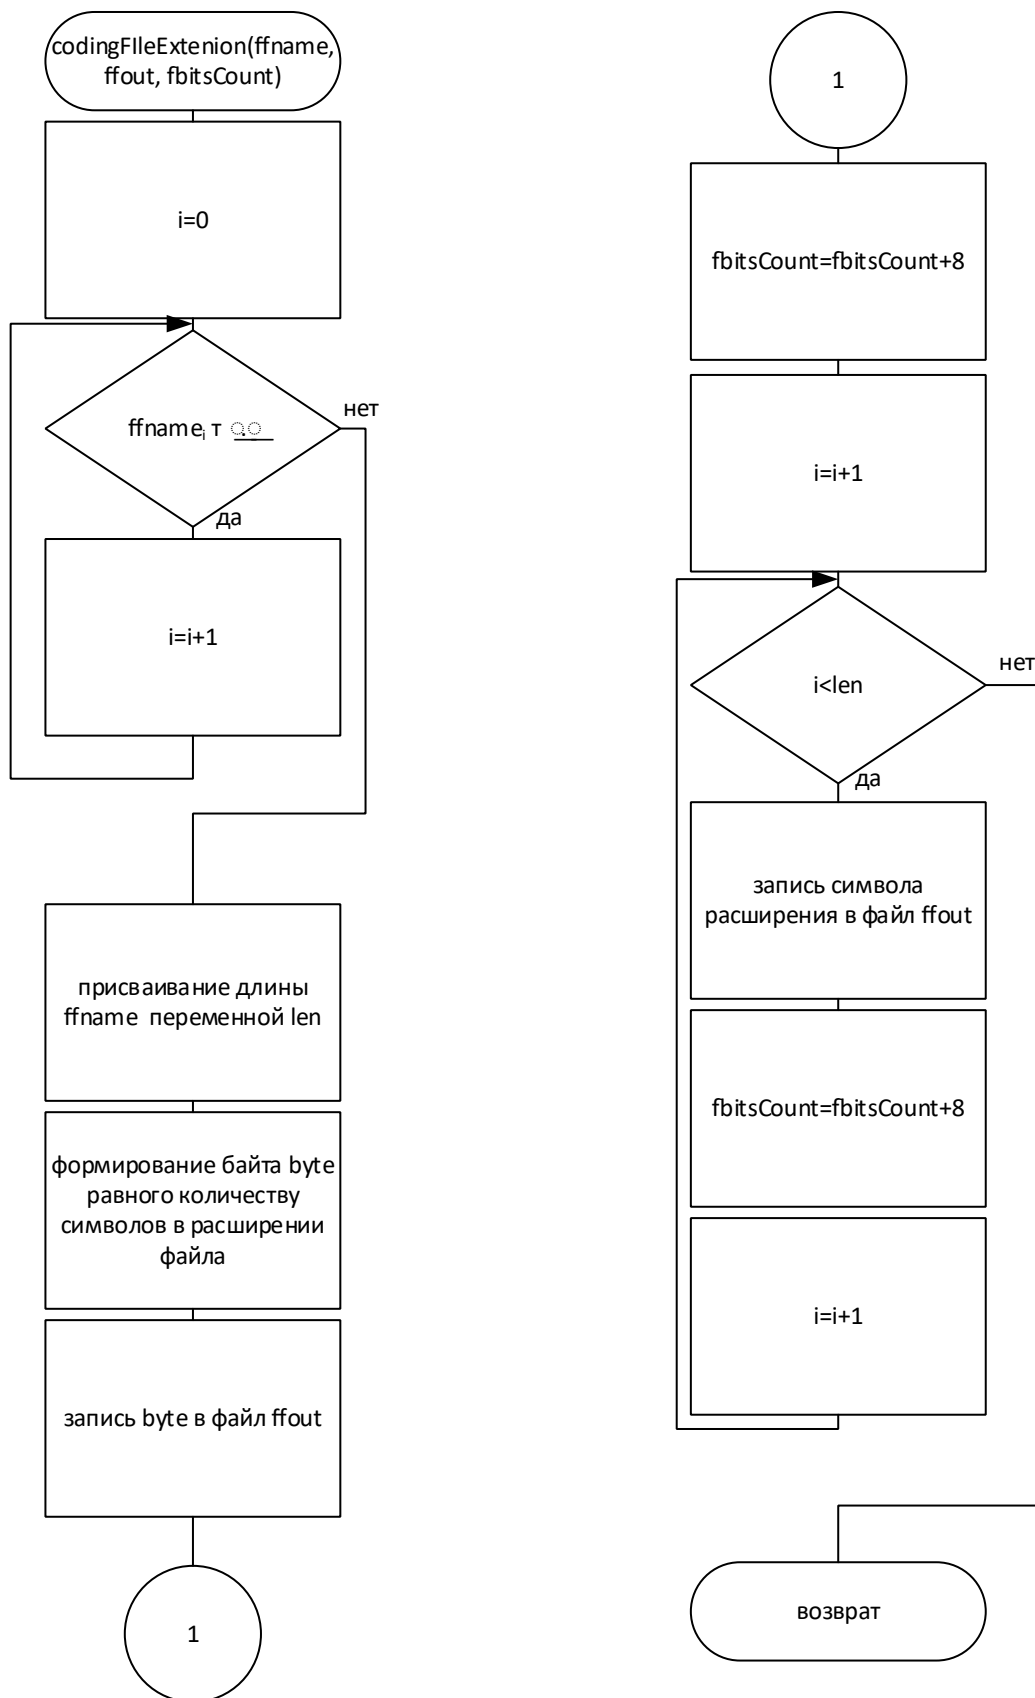 codingFIleExtenion(ffname,
ffout, fbitsCount)
i=0
ffnameᵢ т
нет
да
i=i+1
присваивание длины
ffname переменной len
формирование байта byte
равного количеству
символов в расширении
файла
запись byte в файл ffout
1
1
fbitsCount=fbitsCount+8
i=i+1
i<len
нет
да
запись символа
расширения в файл ffout
fbitsCount=fbitsCount+8
i=i+1
возврат